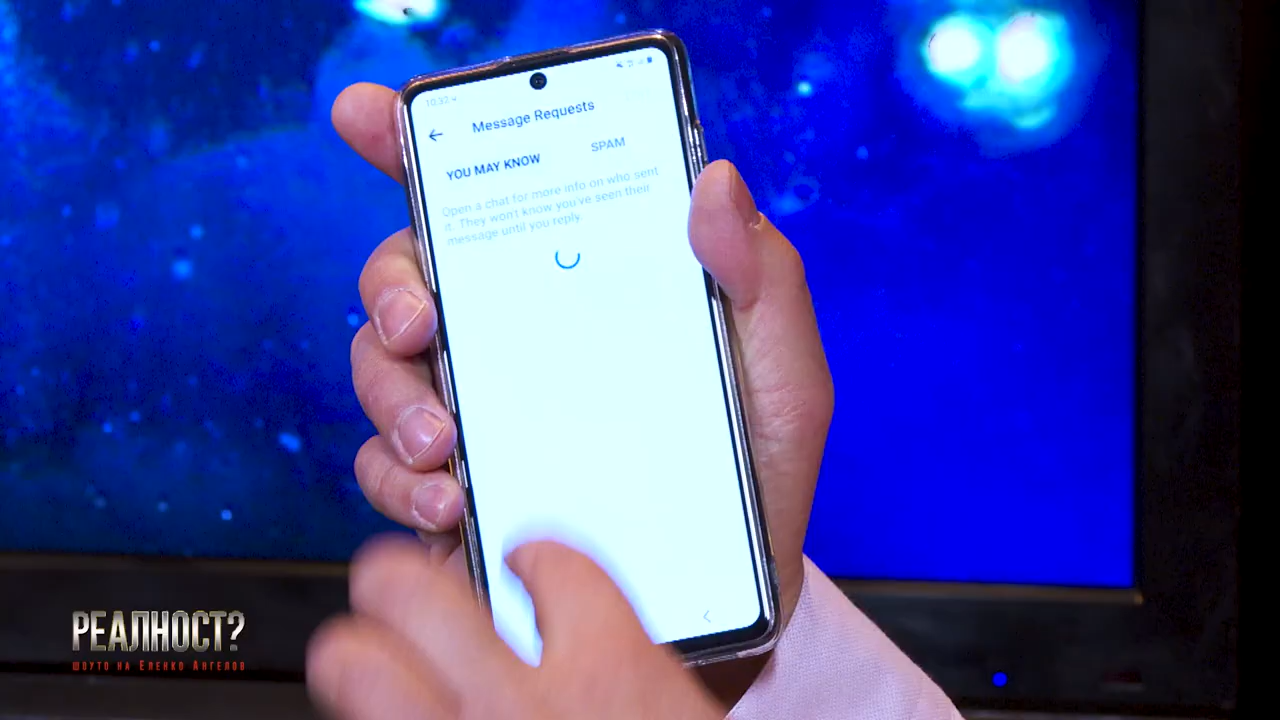 10:32
Message Requests
YOU MAY KNOW
SPAM
Open a chat for more info on who sent
it. They won't know you've seen their
message until you reply.
РЕАЛНОСТ?
шоуто на Еленко Ангелов